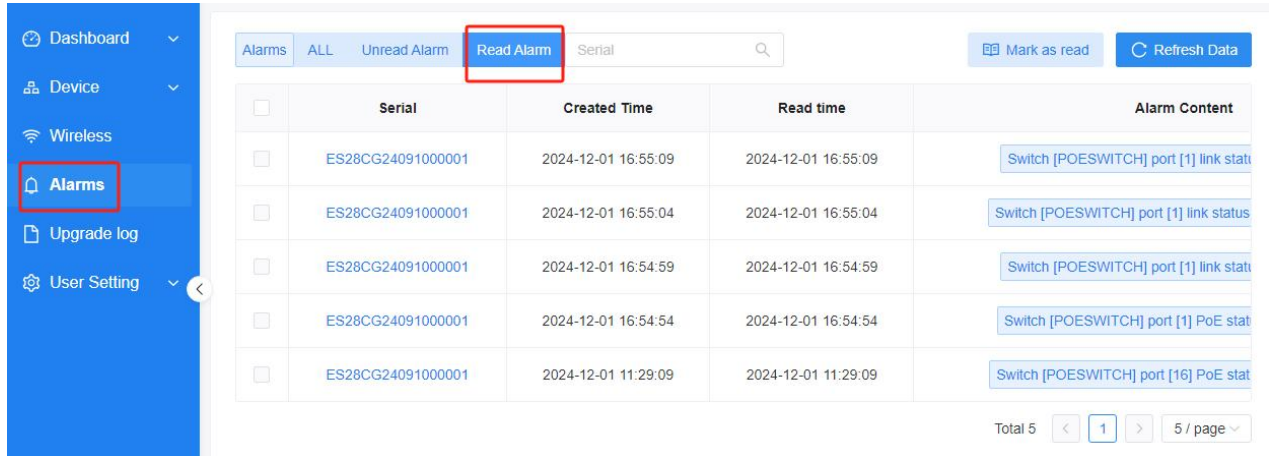 Dashboard
Device
Wireless
Alarms
Upgrade log
User Setting
Alarms ALL Unread Alarm Read Alarm Serial Mark as read Refresh Data
Serial Created Time Read time Alarm Content
ES28CG24091000001 2024-12-01 16:55:09 2024-12-01 16:55:09 Switch [POESWITCH] port [1] link statu
ES28CG24091000001 2024-12-01 16:55:04 2024-12-01 16:55:04 Switch [POESWITCH] port [1] link status
ES28CG24091000001 2024-12-01 16:54:59 2024-12-01 16:54:59 Switch [POESWITCH] port [1] link statu
ES28CG24091000001 2024-12-01 16:54:54 2024-12-01 16:54:54 Switch [POESWITCH] port [1] PoE stat
ES28CG24091000001 2024-12-01 11:29:09 2024-12-01 11:29:09 Switch [POESWITCH] port [16] PoE stat
Total 5 < 1 > 5 / page